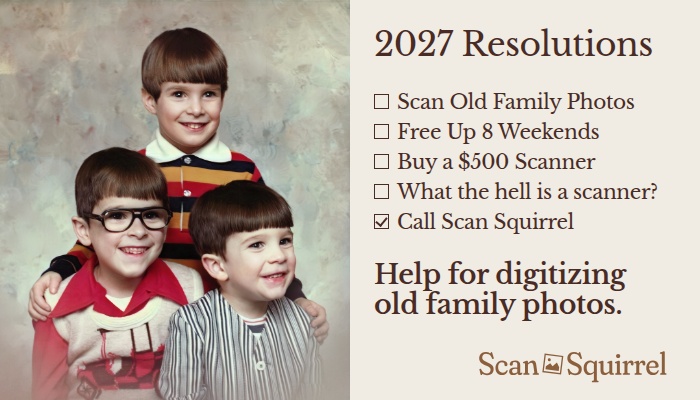 2027 Resolutions
☐ Scan Old Family Photos
☐ Free Up 8 Weekends
☐ Buy a $500 Scanner
☐ What the hell is a scanner?
☑ Call Scan Squirrel
Help for digitizing
old family photos.
Scan Squirrel